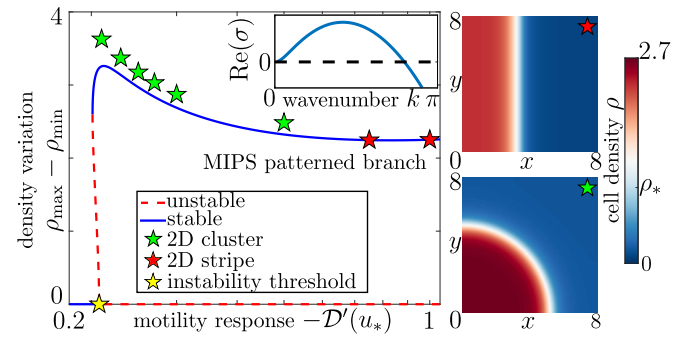 4
density variation
ρmax − ρmin
0
0.2
motility response −𝒟′(u*)
1
Re(σ)
0
0 wavenumber k π
MIPS patterned branch
unstable
stable
2D cluster
2D stripe
instability threshold
8
y
0
x
8
8
y
0
x
8
cell density ρ
2.7
ρ*
0